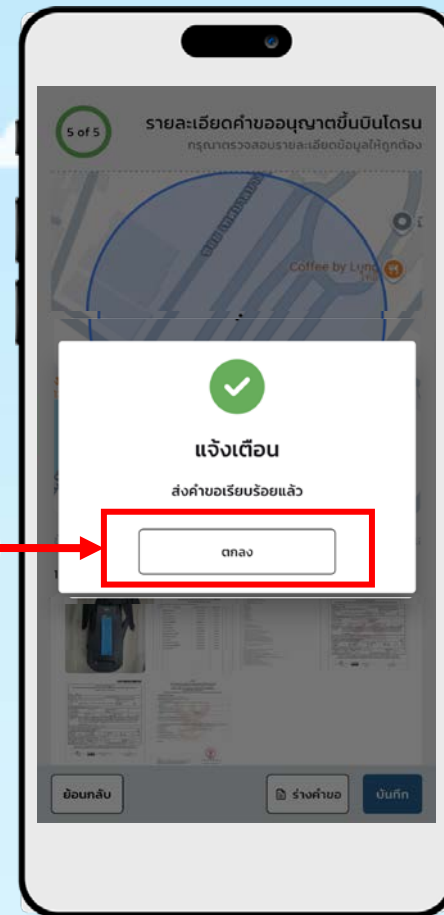 5 of 5
รายละเอียดคำขออนุญาตขึ้นบินโดรน
กรุณาตรวจสอบรายละเอียดข้อมูลให้ถูกต้อง
Coffee by Lung
แจ้งเตือน
ส่งคำขอเรียบร้อยแล้ว
ตกลง
ย้อนกลับ
ร่างคำขอ
บันทึก